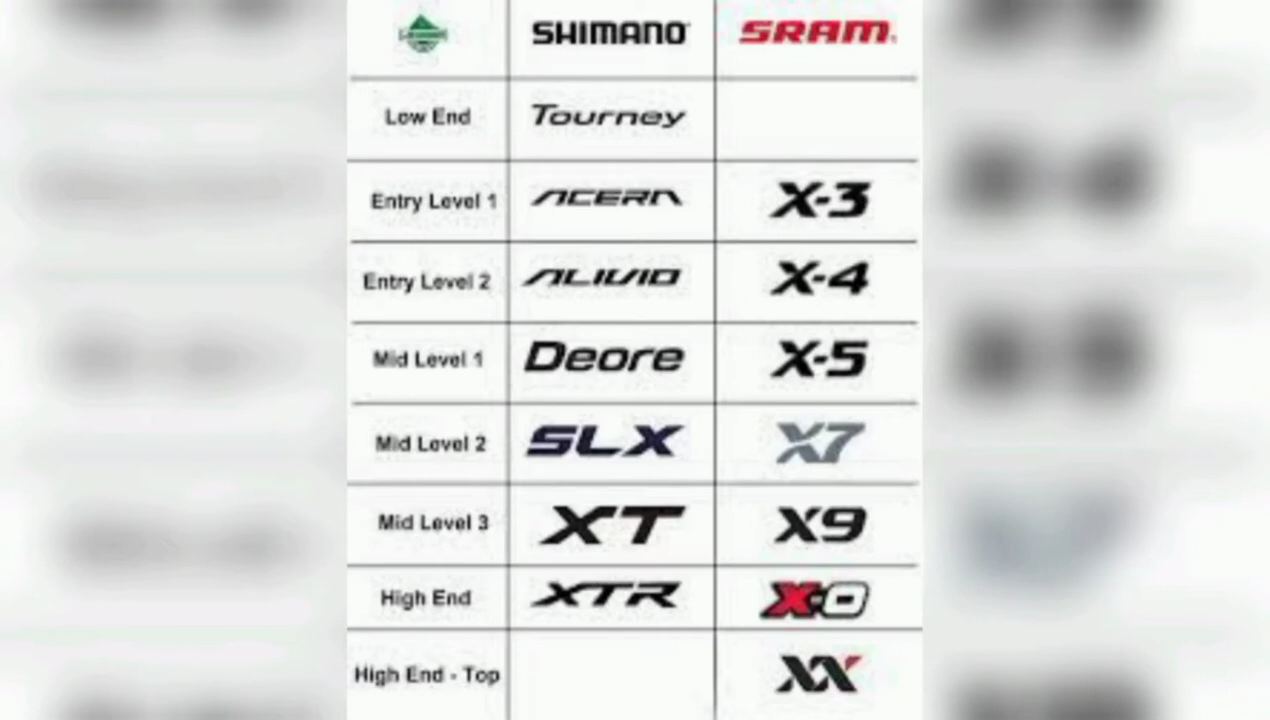 SHIMANO SRAM
Low End Tourney
Entry Level 1 ACERA X-3
Entry Level 2 ALIVIO X-4
Mid Level 1 Deore X-5
Mid Level 2 SLX X7
Mid Level 3 XT X9
High End XTR X-0
High End - Top XX